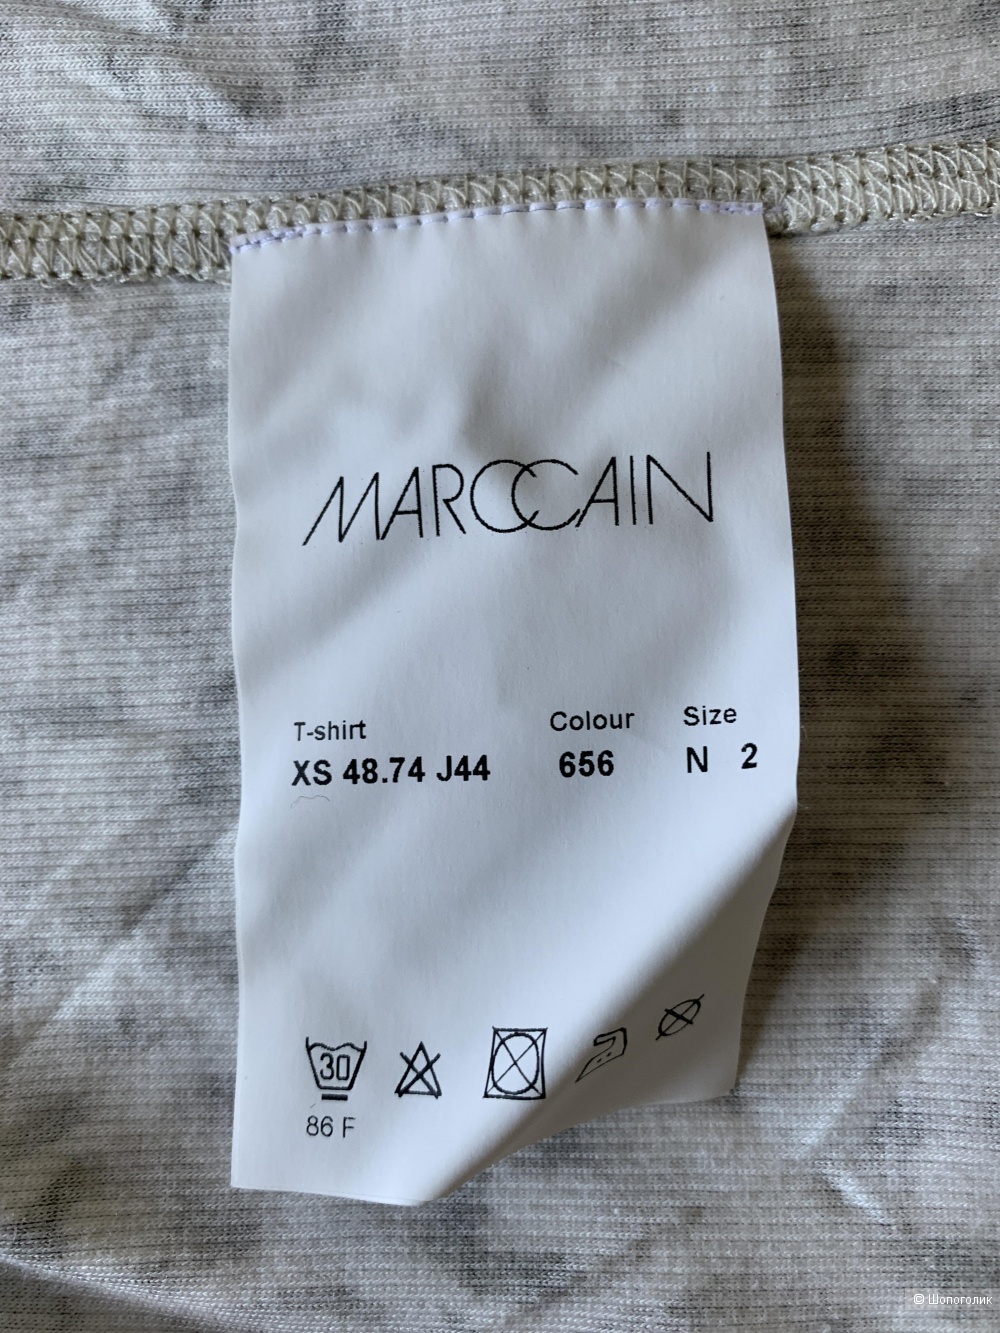 MARCCAIN
T-shirt Colour Size
XS 48.74 J44 656 N 2
30
86 F
© Шопоголик